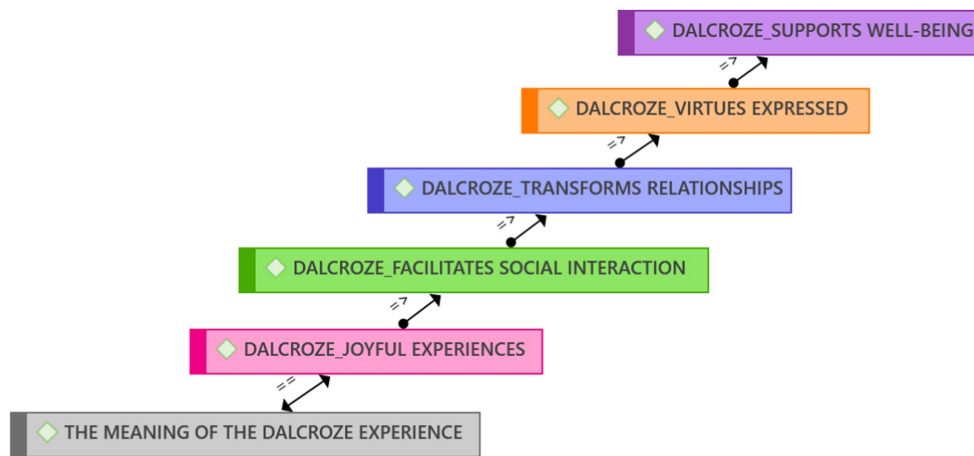 DALCROZE_SUPPORTS WELL-BEING
=>
DALCROZE_VIRTUES EXPRESSED
=>
DALCROZE_TRANSFORMS RELATIONSHIPS
=>
DALCROZE_FACILITATES SOCIAL INTERACTION
=>
DALCROZE_JOYFUL EXPERIENCES
==
THE MEANING OF THE DALCROZE EXPERIENCE